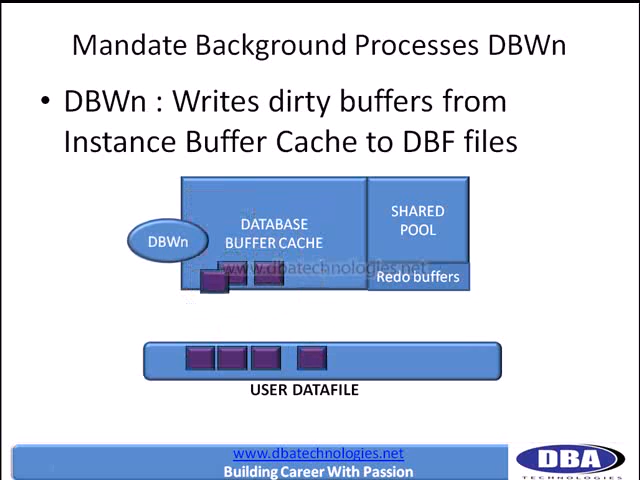 Mandate Background Processes DBWn
• DBWn : Writes dirty buffers from
Instance Buffer Cache to DBF files
DBWn
DATABASE
BUFFER CACHE
SHARED
POOL
www.dbatechnologies.net
Redo buffers
USER DATAFILE
www.dbatechnologies.net
Building Career With Passion
DBA
TECHNOLOGIES